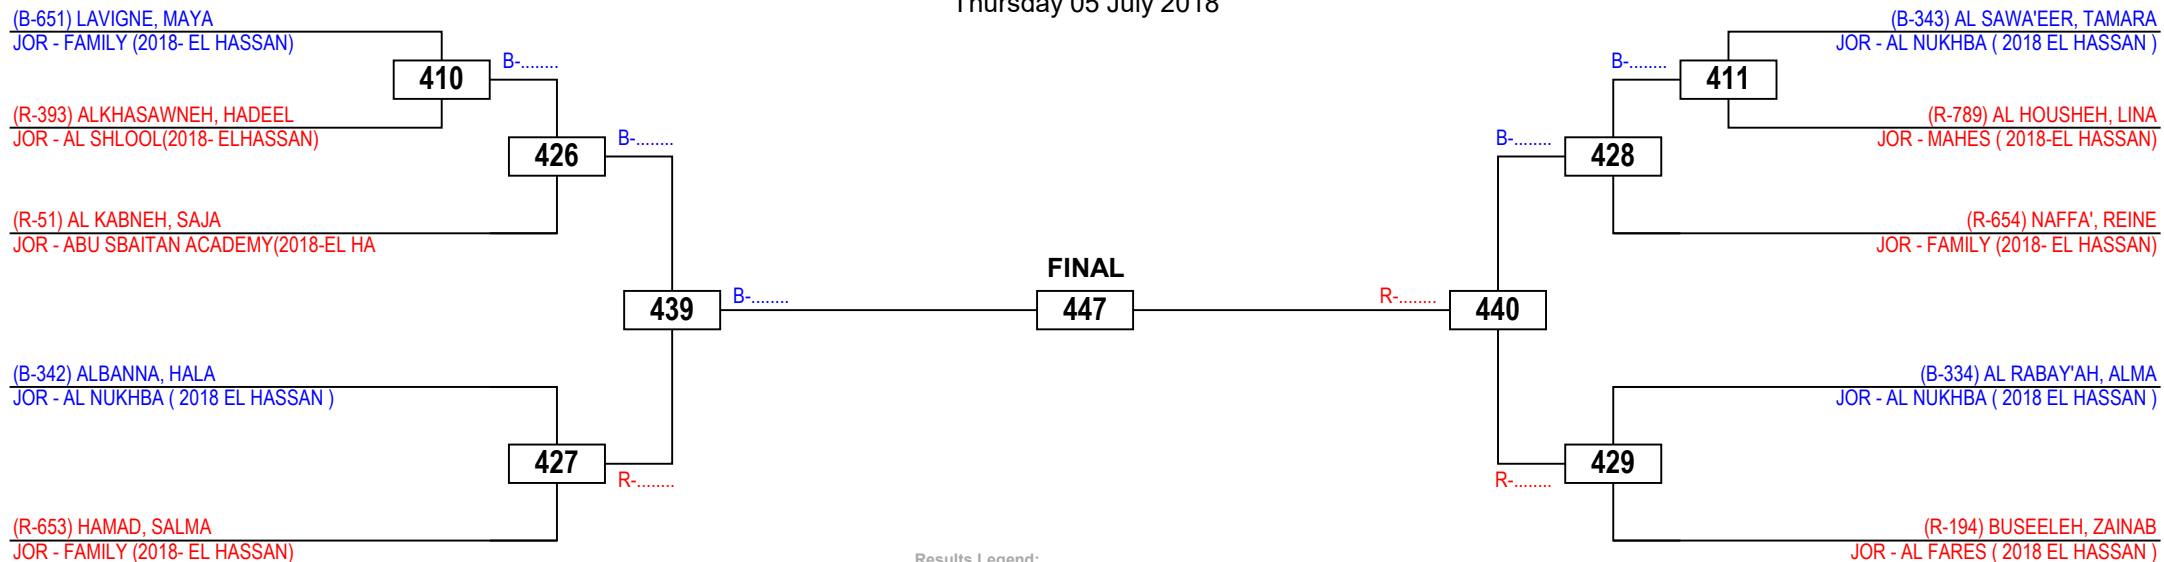 Thursday 05 July 2018
(B-651) LAVIGNE, MAYA
JOR - FAMILY (2018- EL HASSAN)
410
B-........
(R-393) ALKHASAWNEH, HADEEL
JOR - AL SHLOOL(2018- ELHASSAN)
426
B-........
(R-51) AL KABNEH, SAJA
JOR - ABU SBAITAN ACADEMY(2018-EL HA
439
B-........
(B-342) ALBANNA, HALA
JOR - AL NUKHBA ( 2018 EL HASSAN )
427
R-........
(R-653) HAMAD, SALMA
JOR - FAMILY (2018- EL HASSAN)
FINAL
447
(B-343) AL SAWA'EER, TAMARA
JOR - AL NUKHBA ( 2018 EL HASSAN )
B-........
411
(R-789) AL HOUSHEH, LINA
JOR - MAHES ( 2018-EL HASSAN)
B-........
428
(R-654) NAFFA', REINE
JOR - FAMILY (2018- EL HASSAN)
R-........
440
(B-334) AL RABAY'AH, ALMA
JOR - AL NUKHBA ( 2018 EL HASSAN )
429
R-........
(R-194) BUSEELEH, ZAINAB
JOR - AL FARES ( 2018 EL HASSAN )
Results Legend: